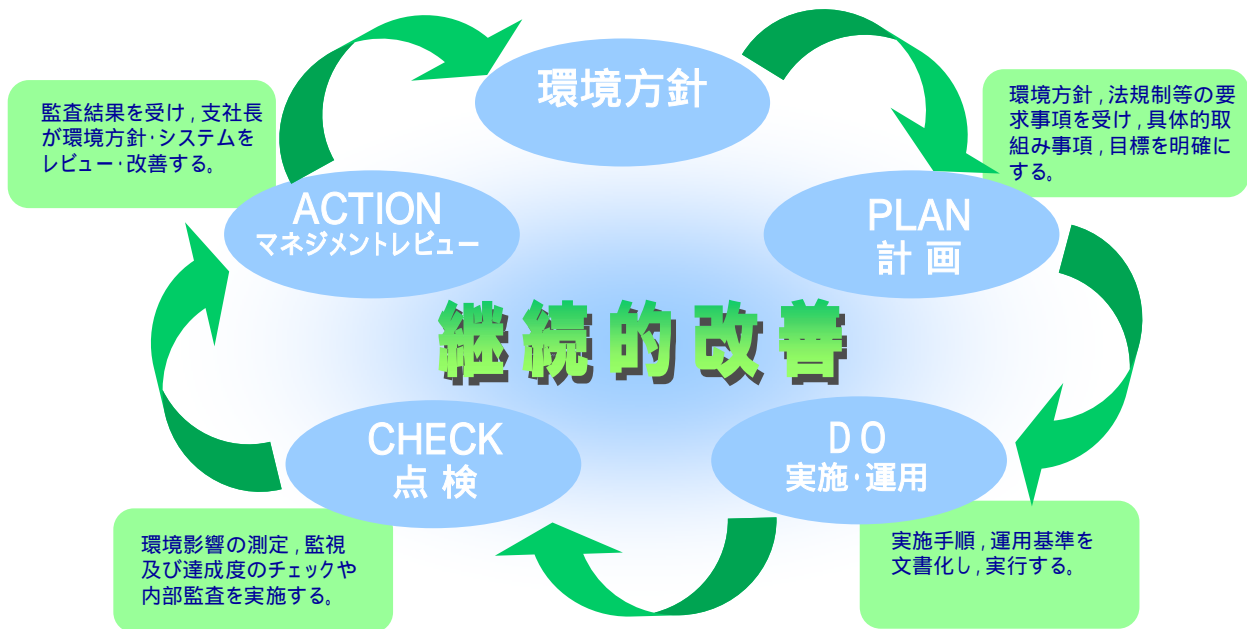 環境方針
環境方針,法規制等の要
求事項を受け,具体的取
組み事項,目標を明確に
する。
PLAN
計 画
DO
実施・運用
実施手順,運用基準を
文書化し,実行する。
CHECK
点 検
環境影響の測定,監視
及び達成度のチェックや
内部監査を実施する。
ACTION
マネジメントレビュー
監査結果を受け,支社長
が環境方針・システムを
レビュー・改善する。
継続的改善